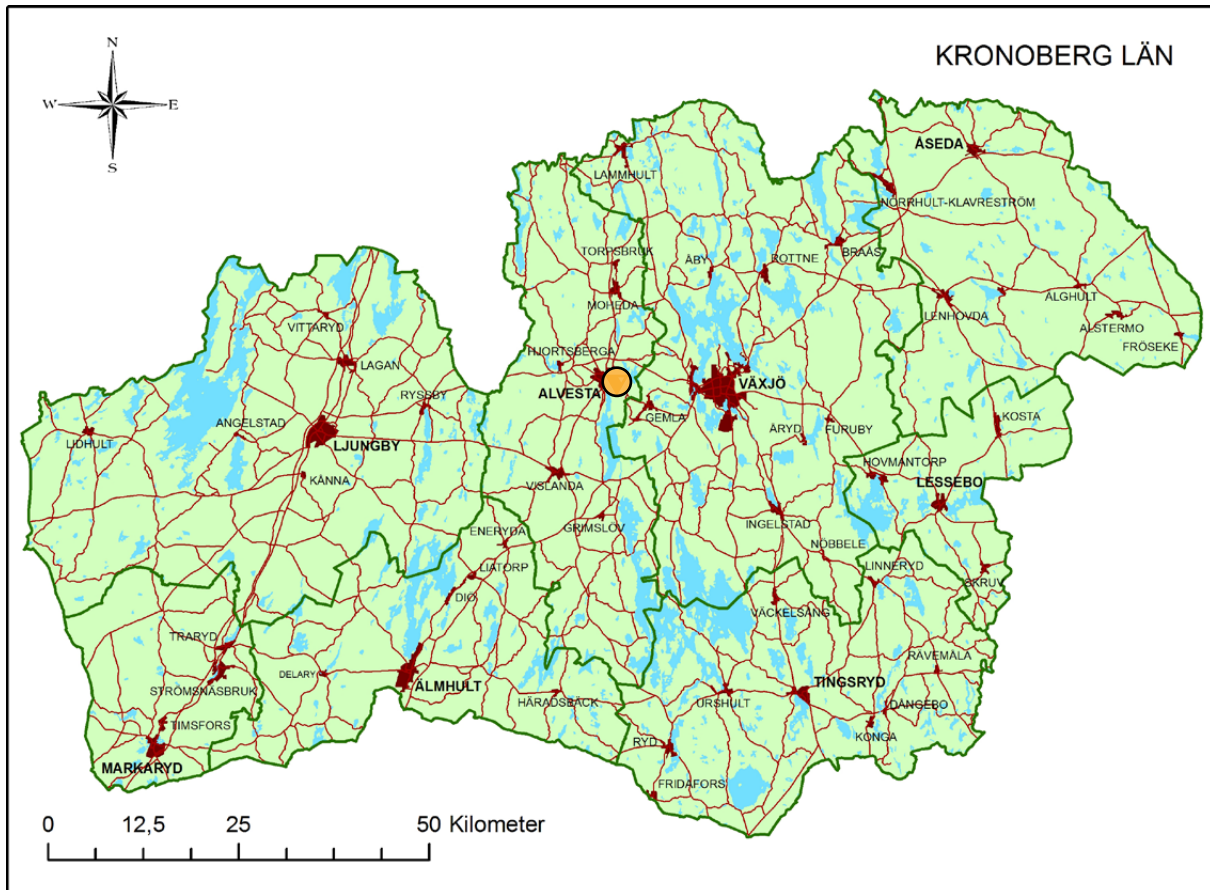 KRONOBERG LÄN
N
W E
S
ÅSEDA
LAMMHULT
NORRHULT-KLAVRESTRÖM
TORPSBRUK
ÅBY
ROTTNE
BRAÅS
MOHEDA
ÄLGHULT
LENHOVDA
ALSTERMO
VITTARYD
FRÖSEKE
HJORTSBERGA
LAGAN
VÄXJÖ
ALVESTA
RYSSBY
GEMLA
KOSTA
ANGELSTAD
FURUBY
LIDHULT
ÅRYD
LJUNGBY
HOVMANTORP
KÅNNA
LESSEBO
VISLANDA
INGELSTAD
GRIMSLÖV
ENERYDA
NÖBBELE
LINNERYD
LIATORP
SKRUV
DIÖ
VÄCKELSÅNG
TRARYD
RÄVEMÅLA
DELARY
ÄLMHULT
TINGSRYD
STRÖMSNÄSBRUK
HÄRADSBÄCK
URSHULT
DÅNGEBO
TIMSFORS
KONGA
RYD
MARKARYD
FRIDAFORS
0 12,5 25 50 Kilometer